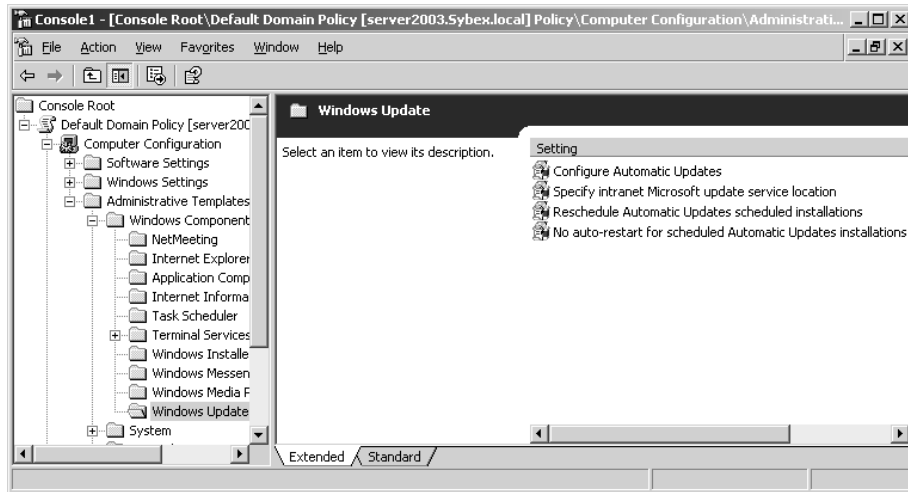 Console1 - [Console Root\Default Domain Policy [server2003.Sybex.local] Policy\Computer Configuration\Administrati...
File Action View Favorites Window Help
Console Root
Default Domain Policy [server200
Computer Configuration
Software Settings
Windows Settings
Administrative Templates
Windows Component
NetMeeting
Internet Explorer
Application Comp
Internet Informa
Task Scheduler
Terminal Services
Windows Installe
Windows Messen
Windows Media P
Windows Update
System
Windows Update
Select an item to view its description.
Setting
Configure Automatic Updates
Specify intranet Microsoft update service location
Reschedule Automatic Updates scheduled installations
No auto-restart for scheduled Automatic Updates installations
Extended Standard